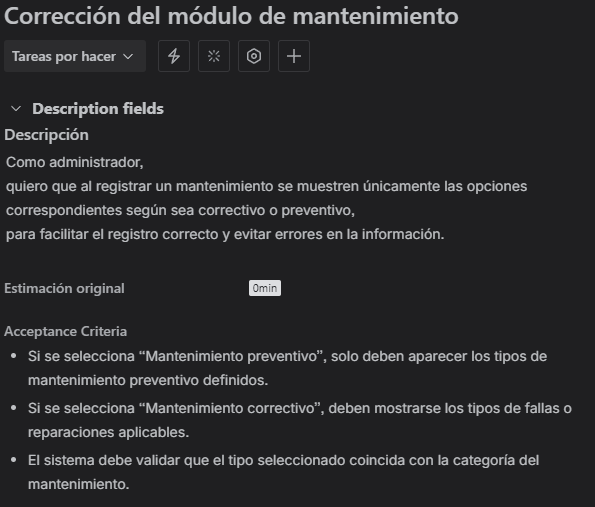 Corrección del módulo de mantenimiento
Tareas por hacer
Description fields
Descripción
Como administrador,
quiero que al registrar un mantenimiento se muestren únicamente las opciones
correspondientes según sea correctivo o preventivo,
para facilitar el registro correcto y evitar errores en la información.
Estimación original 0min
Acceptance Criteria
• Si se selecciona “Mantenimiento preventivo”, solo deben aparecer los tipos de
mantenimiento preventivo definidos.
• Si se selecciona “Mantenimiento correctivo”, deben mostrarse los tipos de fallas o
reparaciones aplicables.
• El sistema debe validar que el tipo seleccionado coincida con la categoría del
mantenimiento.